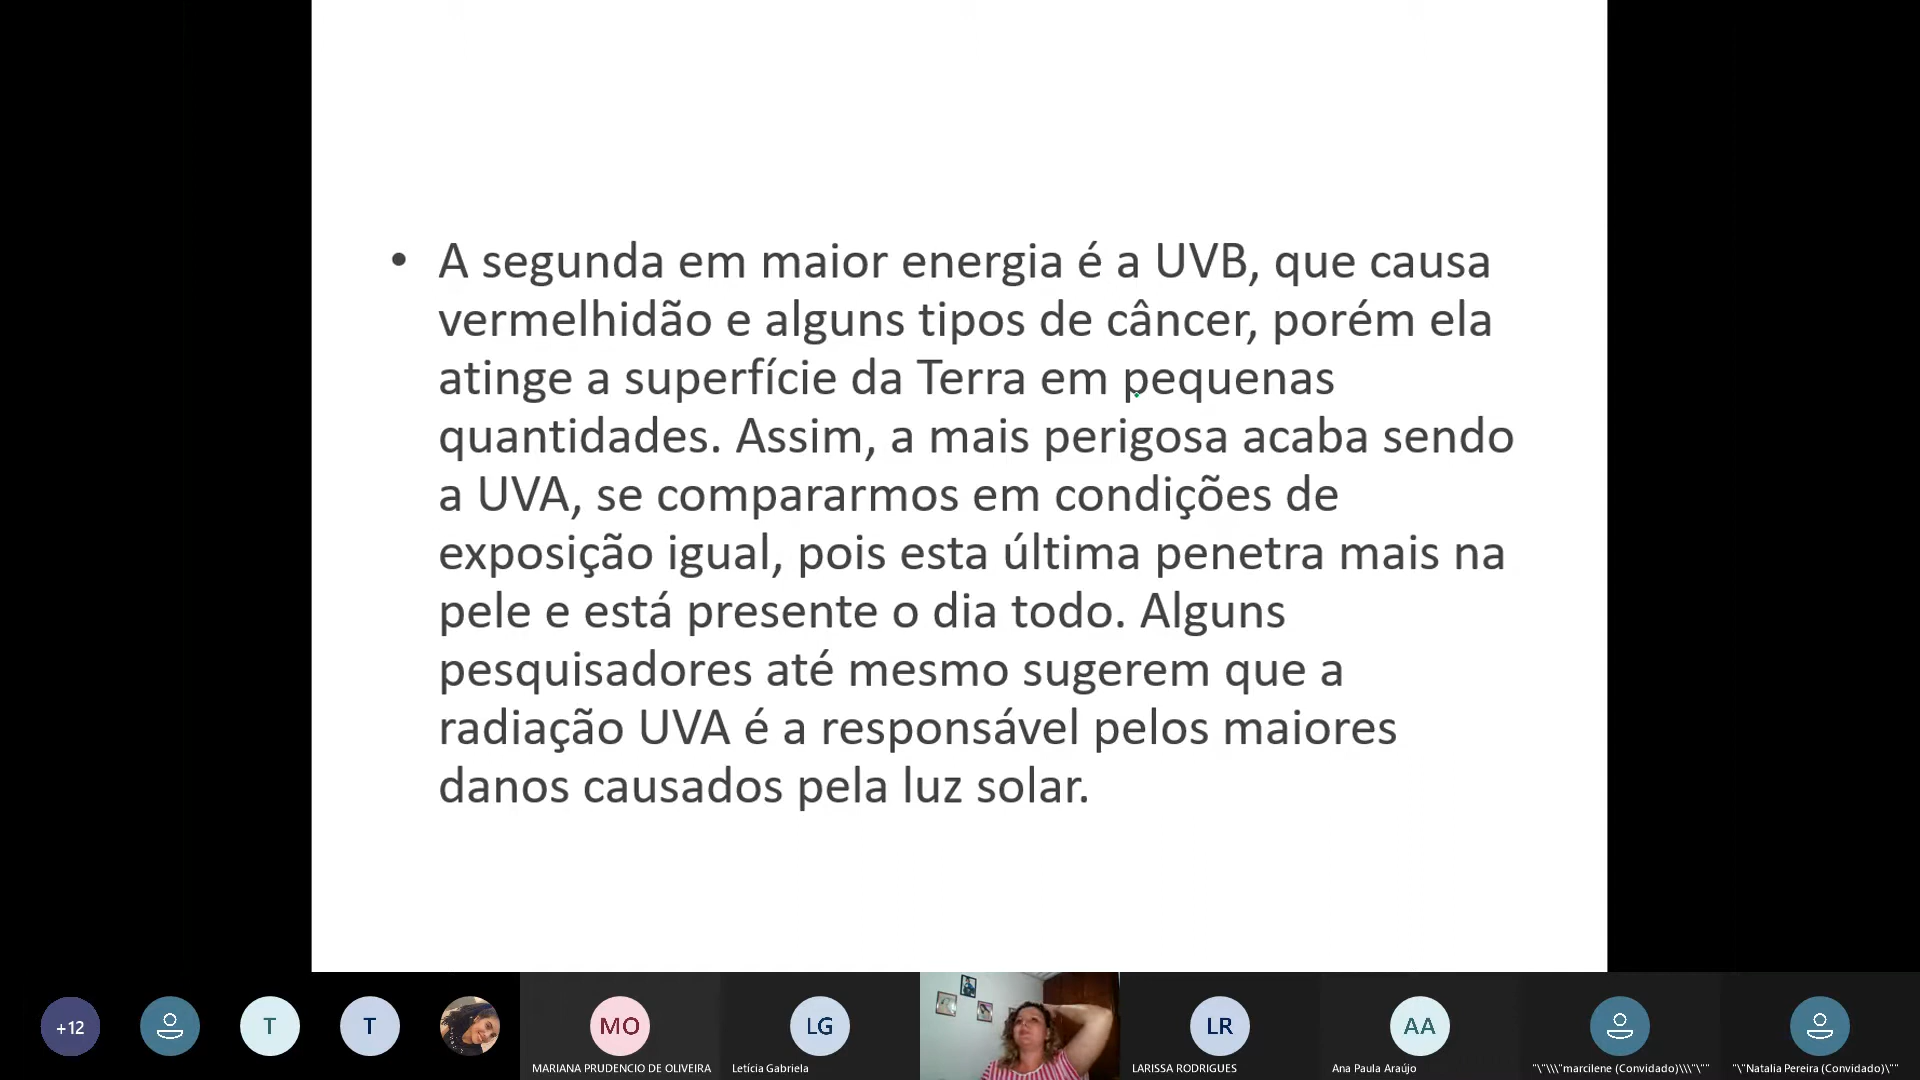 • A segunda em maior energia é a UVB, que causa
vermelhidão e alguns tipos de câncer, porém ela
atinge a superfície da Terra em pequenas
quantidades. Assim, a mais perigosa acaba sendo
a UVA, se compararmos em condições de
exposição igual, pois esta última penetra mais na
pele e está presente o dia todo. Alguns
pesquisadores até mesmo sugerem que a
radiação UVA é a responsável pelos maiores
danos causados pela luz solar.
+12
T
T
MO
LG
LR
AA
MARIANA PRUDENCIO DE OLIVEIRA
Letícia Gabriela
LARISSA RODRIGUES
Ana Paula Araújo
"\"\\\"marcilene (Convidado)\\\"\""
"\"Natalia Pereira (Convidado)\""